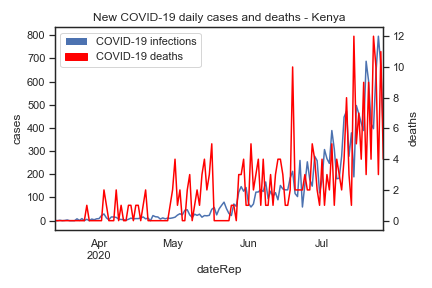 New COVID-19 daily cases and deaths - Kenya
COVID-19 infections
COVID-19 deaths
800
700
600
500
400
300
200
100
0
cases
12
10
8
6
4
2
0
deaths
Apr
2020
May
Jun
Jul
dateRep